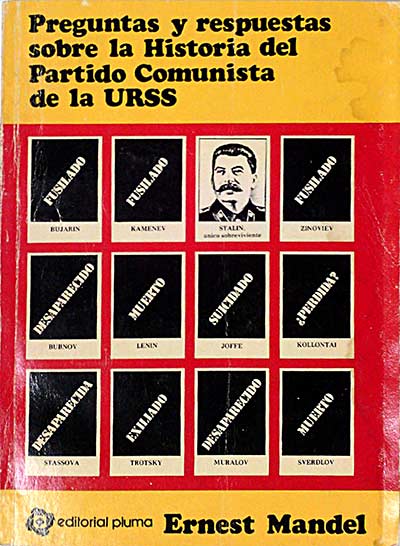 Preguntas y respuestas
sobre la Historia del
Partido Comunista
de la URSS
FUSILADO
BUJARIN
FUSILADO
KAMENEV
STALIN,
único sobreviviente
FUSILADO
ZINOVIEV
DESAPARECIDO
BUBNOV
MUERTO
LENIN
SUICIDADO
JOFFE
¿PERDIDA?
KOLLONTAI
DESAPARECIDA
STASSOVA
EXILIADO
TROTSKY
DESAPARECIDO
MURALOV
MUERTO
SVERDLOV
editorial pluma
Ernest Mandel